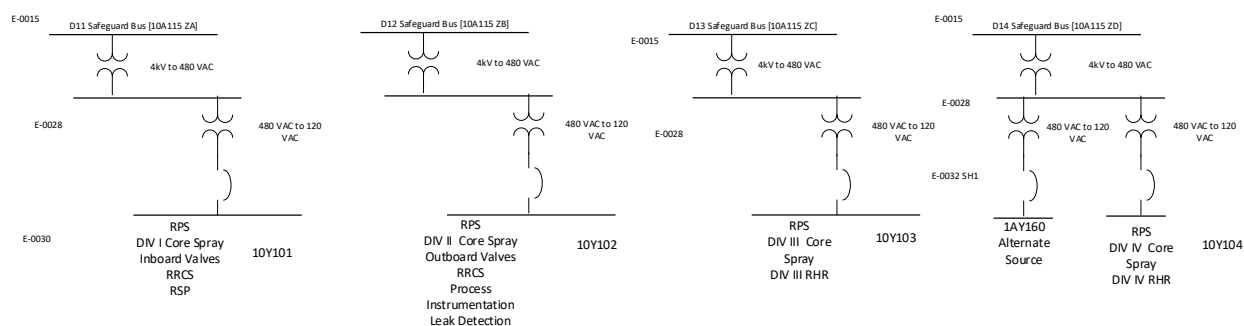 E-0015
D11 Safeguard Bus [10A115 ZA]
4kV to 480 VAC
E-0028
480 VAC to 120
VAC
E-0030
RPS
DIV I Core Spray
Inboard Valves
RRCS
RSP
10Y101
D12 Safeguard Bus [10A115 ZB]
4kV to 480 VAC
480 VAC to 120
VAC
RPS
DIV II Core Spray
Outboard Valves
RRCS
Process
Instrumentation
Leak Detection
10Y102
E-0015
D13 Safeguard Bus [10A115 ZC]
4kV to 480 VAC
E-0028
480 VAC to 120
VAC
RPS
DIV III Core
Spray
DIV III RHR
10Y103
E-0015
D14 Safeguard Bus [10A115 ZD]
4kV to 480 VAC
E-0028
480 VAC to 120
VAC
480 VAC to 120
VAC
E-0032 SH1
1AY160
Alternate
Source
RPS
DIV IV Core
Spray
DIV IV RHR
10Y104